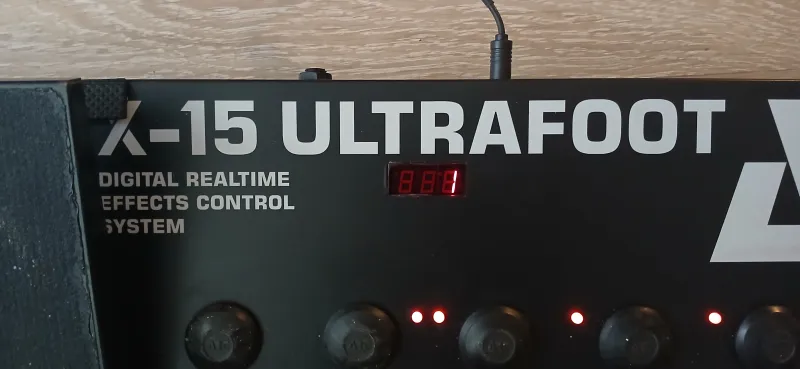 X-15 ULTRAFOOT
1
DIGITAL REALTIME
EFFECTS CONTROL
SYSTEM